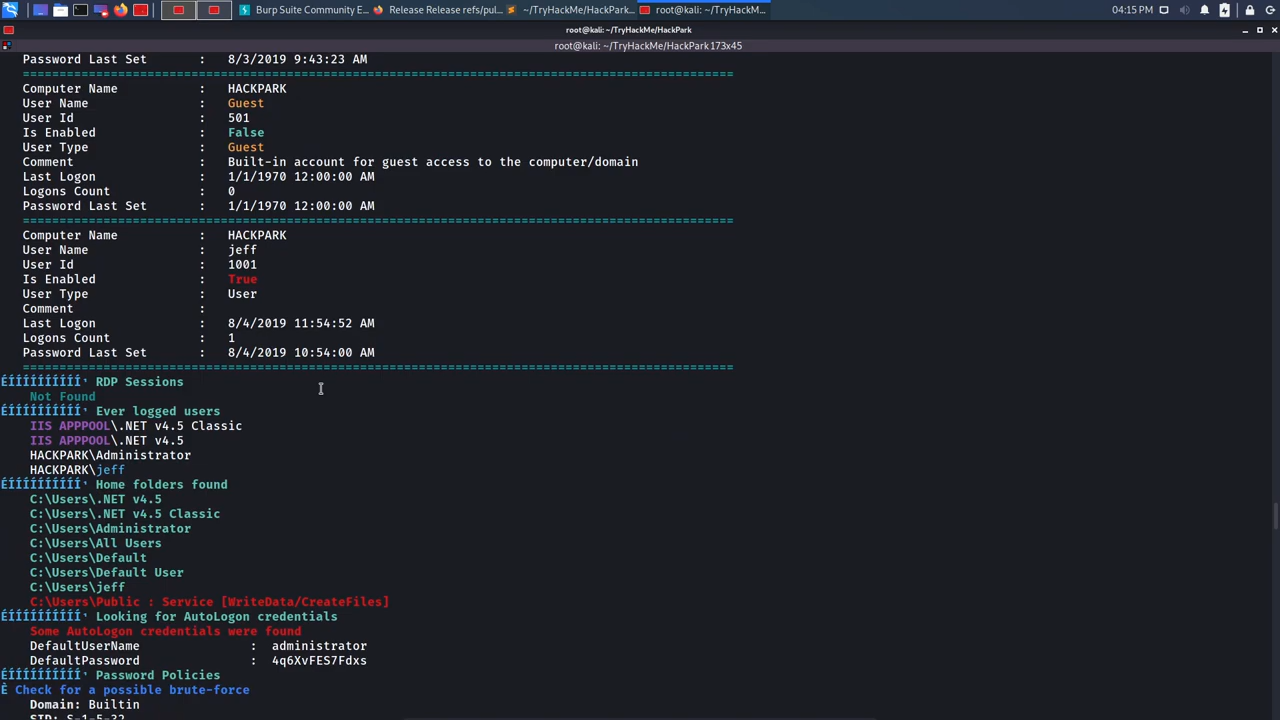 Burp Suite Community E... Release Release refs/pul... ~/TryHackMe/HackPark... root@kali: ~/TryHackM... 04:15 PM
root@kali: ~/TryHackMe/HackPark
root@kali: ~/TryHackMe/HackPark 173x45
Password Last Set : 8/3/2019 9:43:23 AM
=================================================================================================
Computer Name : HACKPARK
User Name : Guest
User Id : 501
Is Enabled : False
User Type : Guest
Comment : Built-in account for guest access to the computer/domain
Last Logon : 1/1/1970 12:00:00 AM
Logons Count : 0
Password Last Set : 1/1/1970 12:00:00 AM
=================================================================================================
Computer Name : HACKPARK
User Name : jeff
User Id : 1001
Is Enabled : True
User Type : User
Comment :
Last Logon : 8/4/2019 11:54:52 AM
Logons Count : 1
Password Last Set : 8/4/2019 10:54:00 AM
=================================================================================================
ÉÍÍÍÍÍÍÍÍÍÍ' RDP Sessions
Not Found
ÉÍÍÍÍÍÍÍÍÍÍ' Ever logged users
IIS APPPOOL\.NET v4.5 Classic
IIS APPPOOL\.NET v4.5
HACKPARK\Administrator
HACKPARK\jeff
ÉÍÍÍÍÍÍÍÍÍÍ' Home folders found
C:\Users\.NET v4.5
C:\Users\.NET v4.5 Classic
C:\Users\Administrator
C:\Users\All Users
C:\Users\Default
C:\Users\Default User
C:\Users\jeff
C:\Users\Public : Service [WriteData/CreateFiles]
ÉÍÍÍÍÍÍÍÍÍÍ' Looking for AutoLogon credentials
Some AutoLogon credentials were found
DefaultUserName : administrator
DefaultPassword : 4q6XvFES7Fdxs
ÉÍÍÍÍÍÍÍÍÍÍ' Password Policies
È Check for a possible brute-force
Domain: Builtin
SID: S-1-5-32